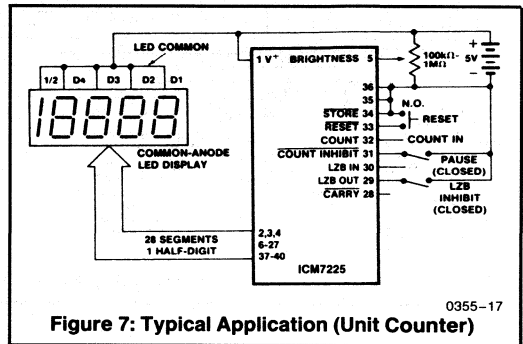 LED COMMON
1/2 D4 D3 D2 D1
18888
COMMON-ANODE
LED DISPLAY
28 SEGMENTS
1 HALF-DIGIT
1 V+ BRIGHTNESS 5
36
35
STORE 34
RESET 33
COUNT 32
COUNT INHIBIT 31
LZB IN 30
LZB OUT 29
CARRY 28
2,3,4
6-27
37-40
ICM7225
100kΩ-
1MΩ
+
5V
−
N.O.
RESET
COUNT IN
PAUSE
(CLOSED)
LZB
INHIBIT
(CLOSED)
0355-17
Figure 7: Typical Application (Unit Counter)